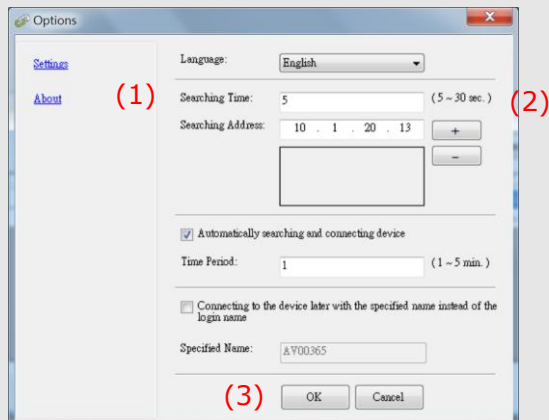 Options
Settings
About
(1)
Language: English
Searching Time: 5 (5 ~ 30 sec.)
(2)
Searching Address: 10 . 1 . 20 . 13 +
−
Automatically searching and connecting device
Time Period: 1 (1 ~ 5 min.)
Connecting to the device later with the specified name instead of the
login name
Specified Name: AV00365
(3) OK Cancel